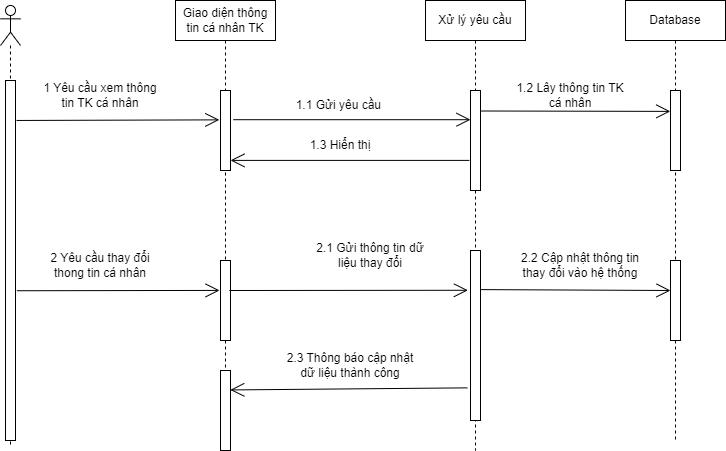 Giao diện thông
tin cá nhân TK
Xử lý yêu cầu
Database
1 Yêu cầu xem thông
tin TK cá nhân
1.1 Gửi yêu cầu
1.2 Lây thông tin TK
cá nhân
1.3 Hiển thị
2 Yêu cầu thay đổi
thong tin cá nhân
2.1 Gửi thông tin dữ
liệu thay đổi
2.2 Cập nhật thông tin
thay đổi vào hệ thống
2.3 Thông báo cập nhật
dữ liệu thành công